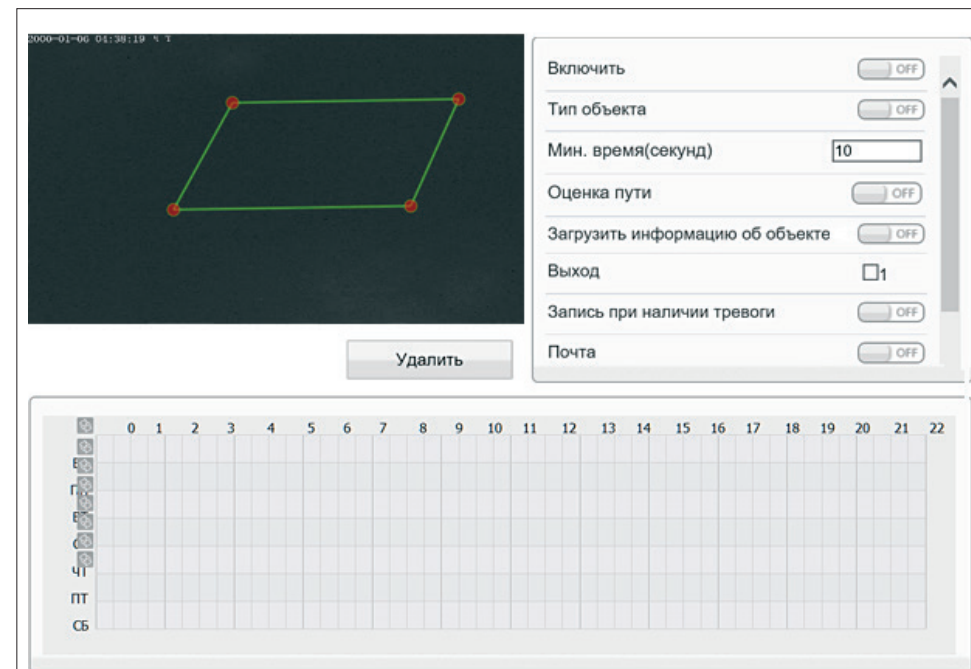 2000-01-06 04:38:19 Ч Т
Включить OFF
Тип объекта OFF
Мин. время(секунд) 10
Оценка пути OFF
Загрузить информацию об объекте OFF
Выход 1
Запись при наличии тревоги OFF
Почта OFF
Удалить
0 1 2 3 4 5 6 7 8 9 10 11 12 13 14 15 16 17 18 19 20 21 22
ЧТ
ПТ
СБ